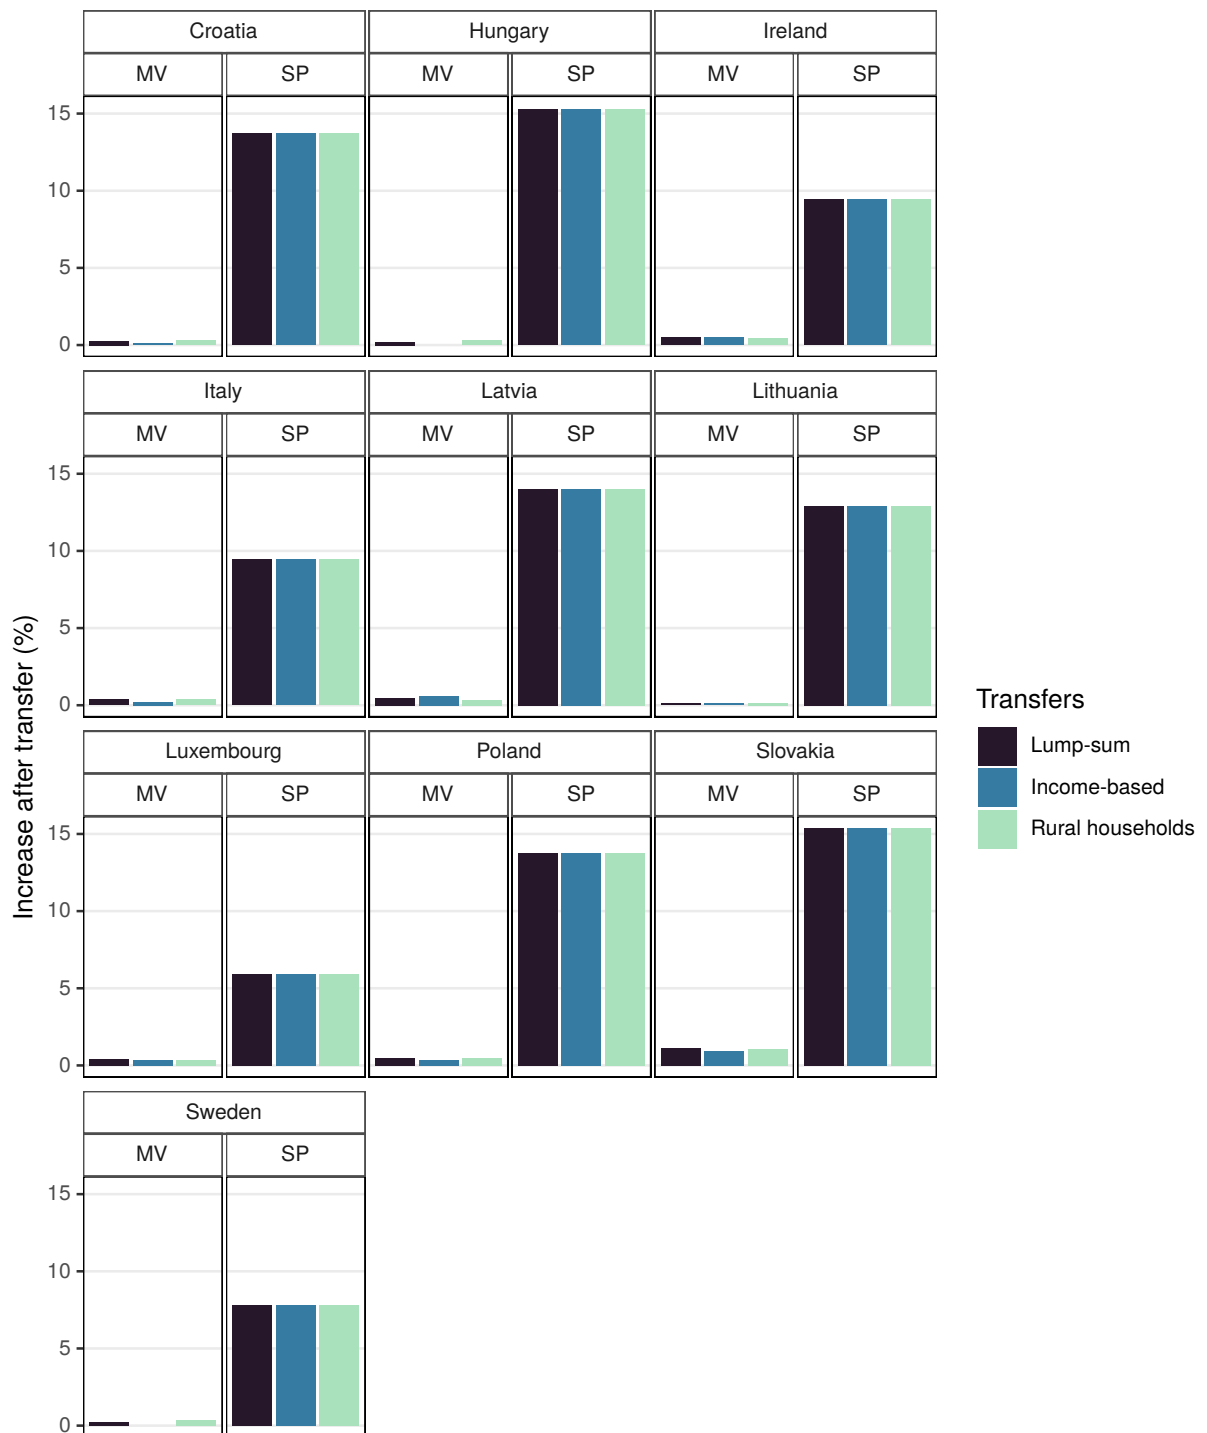 Croatia Hungary Ireland
MV SP MV SP MV SP
15
10
5
0
Italy Latvia Lithuania
MV SP MV SP MV SP
15
10
5
0
Luxembourg Poland Slovakia
MV SP MV SP MV SP
15
10
5
0
Sweden
MV SP
15
10
5
0
Increase after transfer (%)
Transfers
Lump-sum
Income-based
Rural households